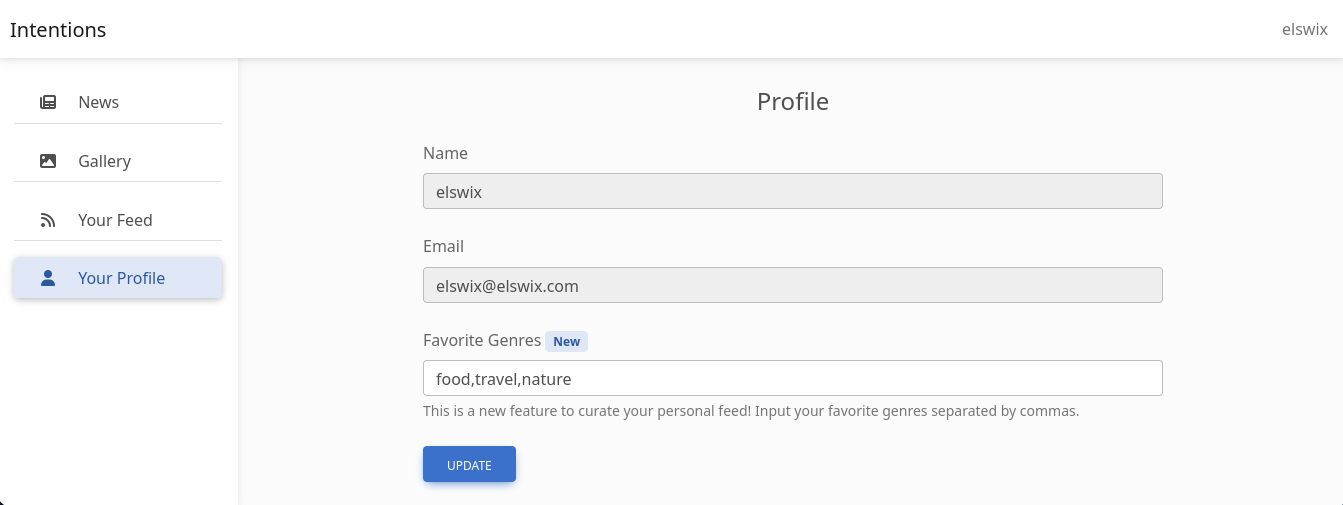 Intentions
elswix
News
Gallery
Your Feed
Your Profile
Profile
Name
elswix
Email
elswix@elswix.com
Favorite Genres New
food,travel,nature
This is a new feature to curate your personal feed! Input your favorite genres separated by commas.
UPDATE